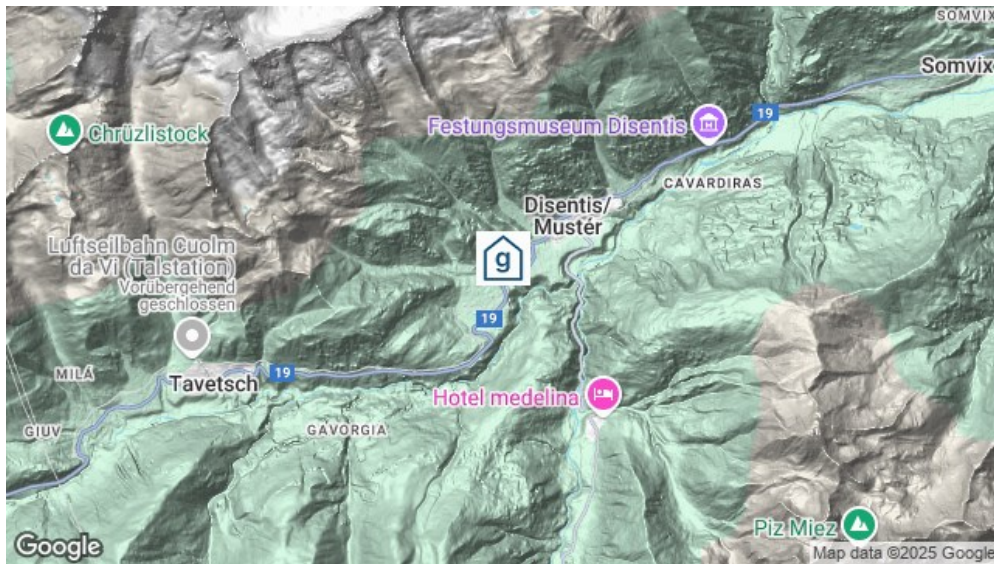 SOMVIX
Somvix
19
Chrüzlistock
Festungsmuseum Disentis
CAVARDIRAS
Disentis/
Mustér
Luftseilbahn Cuolm
da Vi (Talstation)
Vorübergehend
geschlossen
g
19
MILÁ
Tavetsch
19
Hotel medelina
GIUV
GAVORGIA
Piz Miez
Google
Map data ©2025 Google